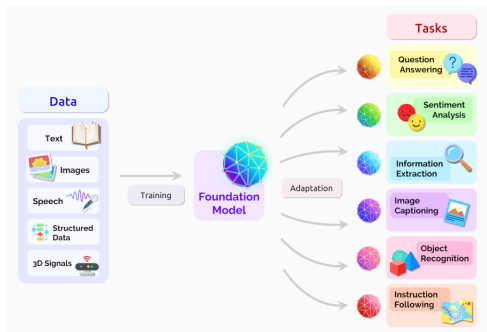 Data
Text
Images
Speech
Structured
Data
3D Signals
Training
Foundation
Model
Adaptation
Tasks
Question
Answering
?
Sentiment
Analysis
Information
Extraction
Image
Captioning
Object
Recognition
Instruction
Following